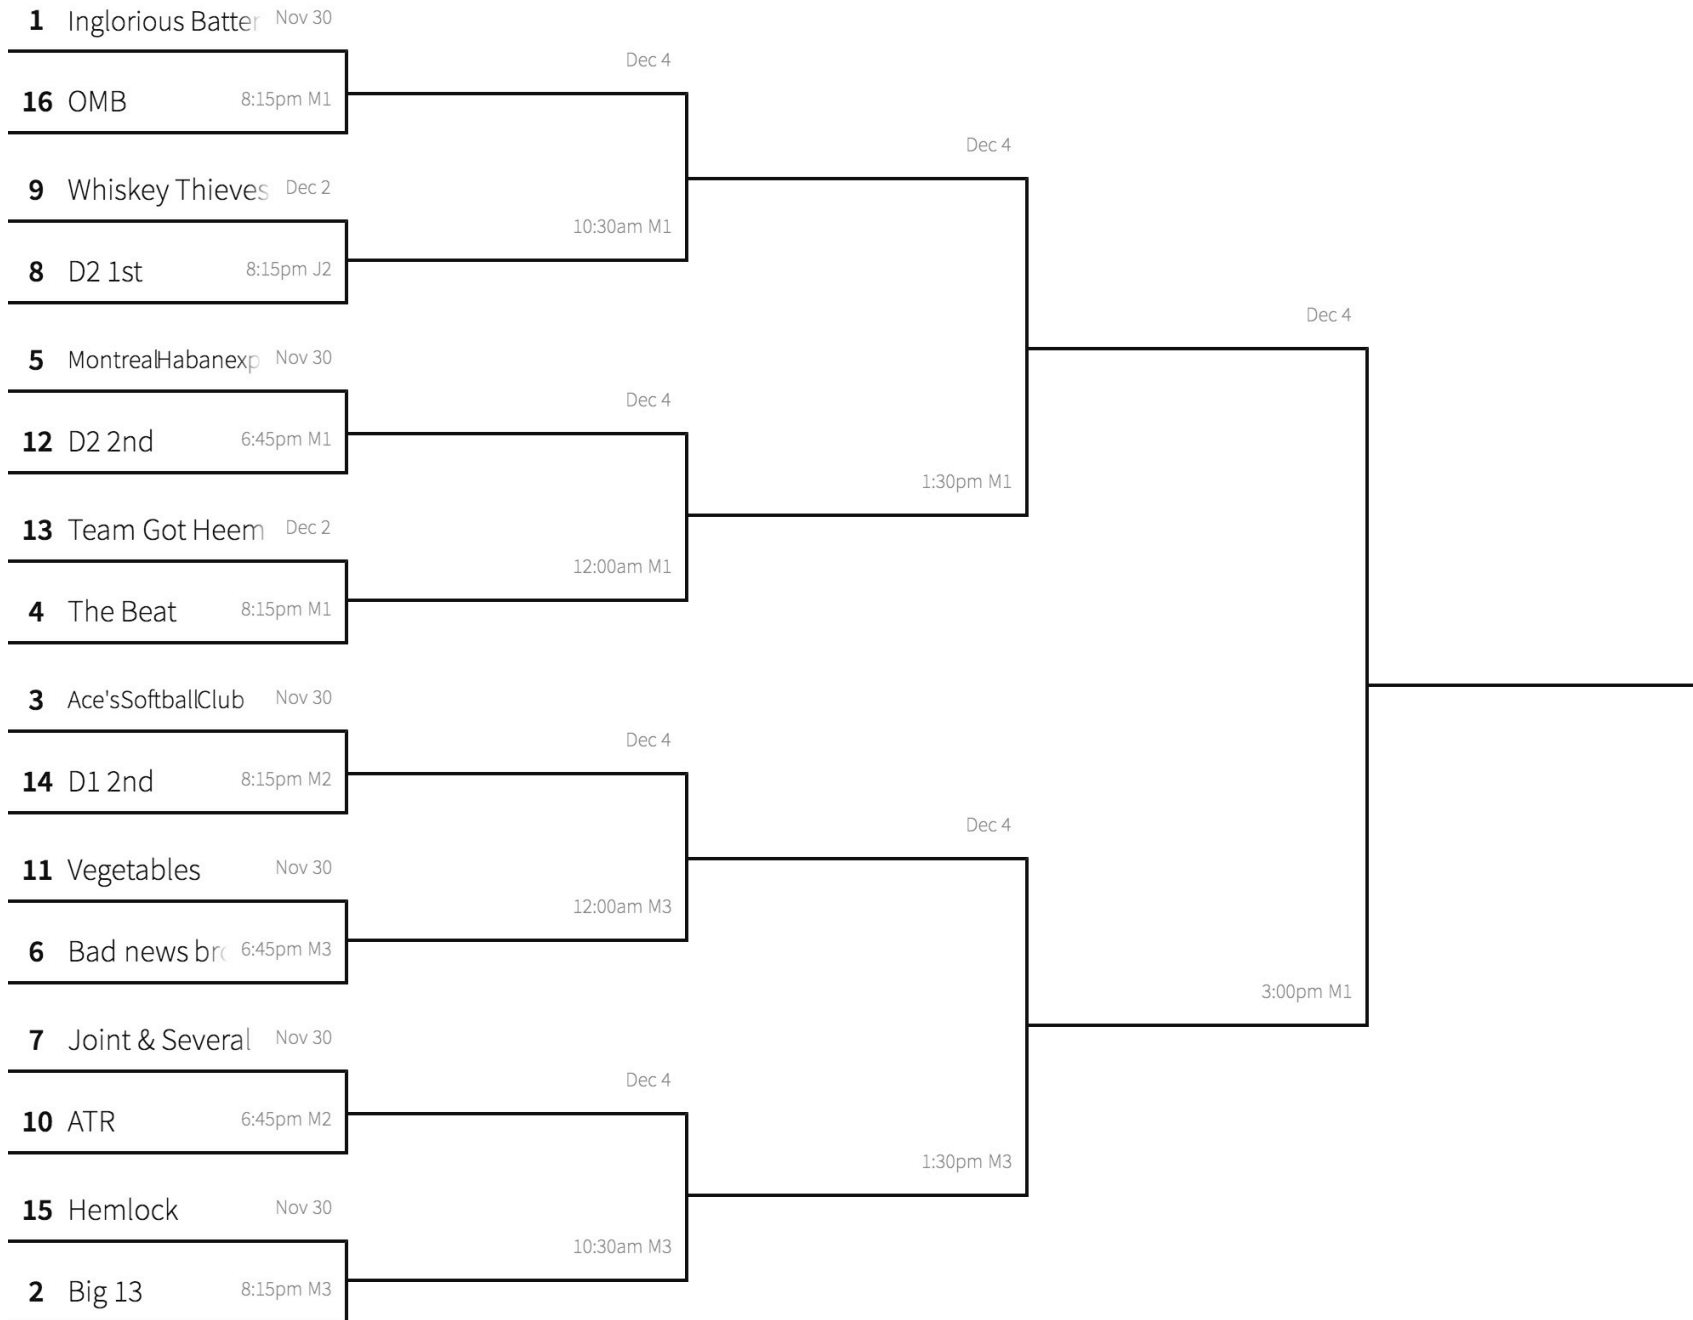 1 Inglorious Batter Nov 30
Dec 4
16 OMB 8:15pm M1
Dec 4
9 Whiskey Thieves Dec 2
10:30am M1
8 D2 1st 8:15pm J2
Dec 4
5 MontrealHabanexp Nov 30
Dec 4
12 D2 2nd 6:45pm M1
1:30pm M1
13 Team Got Heem Dec 2
12:00am M1
4 The Beat 8:15pm M1
3 Ace'sSoftballClub Nov 30
Dec 4
14 D1 2nd 8:15pm M2
Dec 4
11 Vegetables Nov 30
12:00am M3
6 Bad news bro 6:45pm M3
3:00pm M1
7 Joint & Several Nov 30
Dec 4
10 ATR 6:45pm M2
1:30pm M3
15 Hemlock Nov 30
10:30am M3
2 Big 13 8:15pm M3